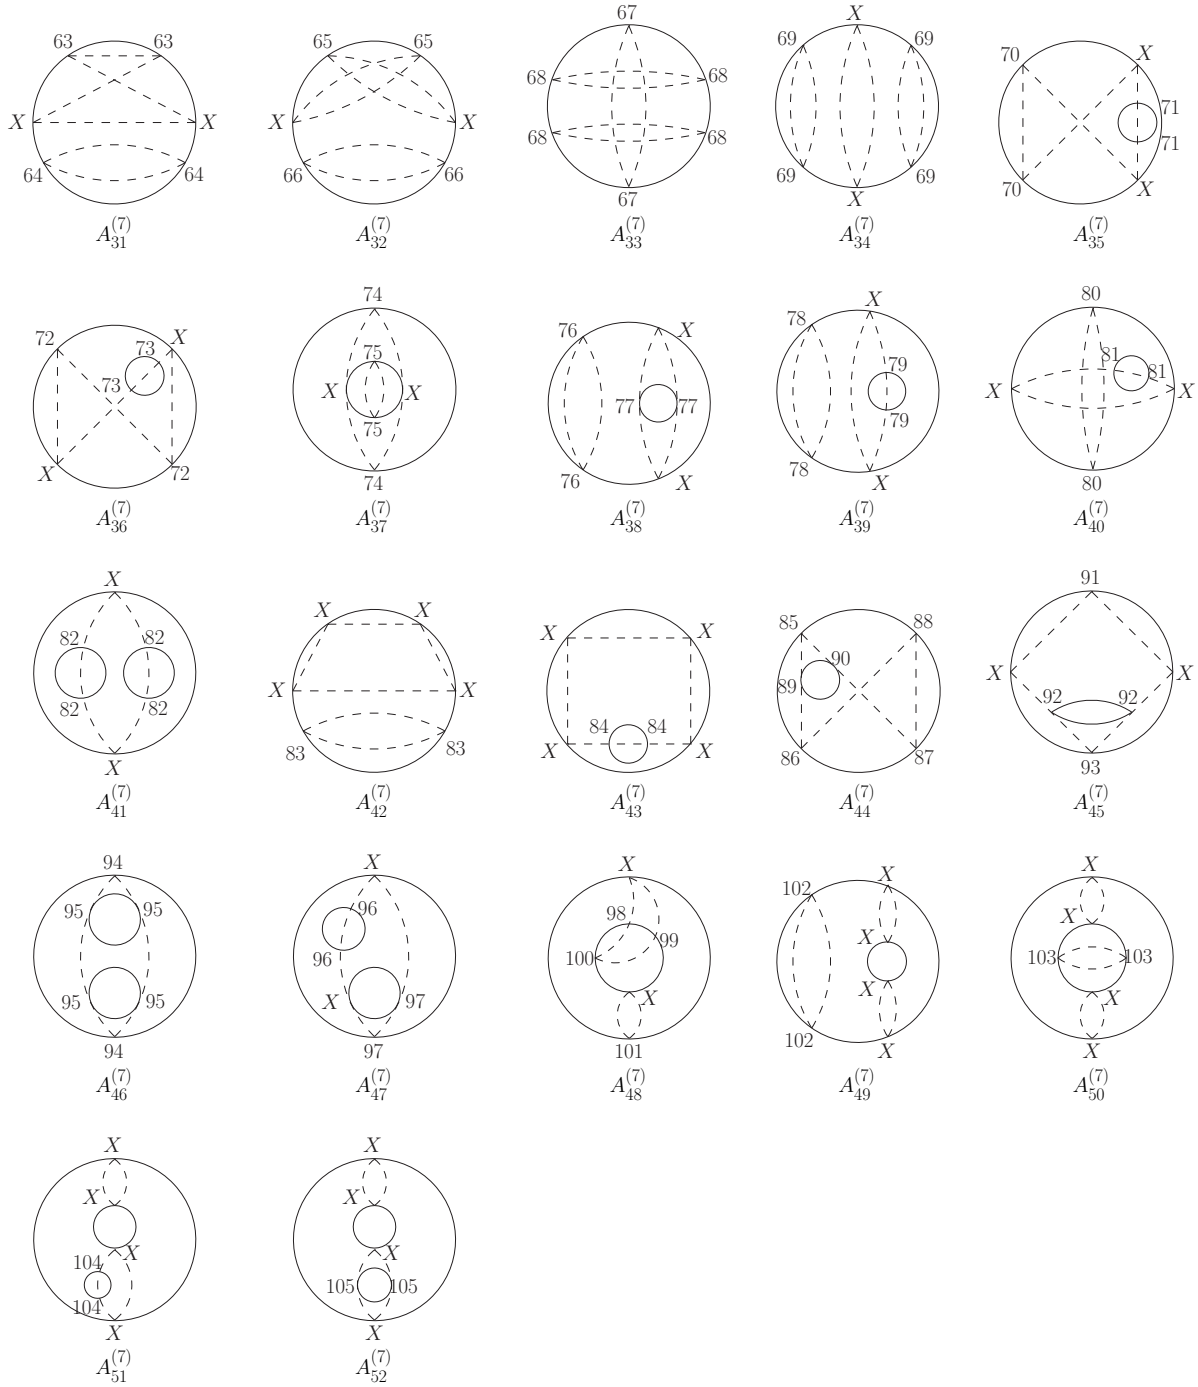 63 63 65 65 67 X
69 69 70 X
68 68 71
X X X X
68 68 71
64 64 66 66 69 69 70 X
67 X
A_{31}^{(7)} A_{32}^{(7)} A_{33}^{(7)} A_{34}^{(7)} A_{35}^{(7)}
74 X 80
72 73 X 76 X 78
75 79 81 81
73 X X 77 77 X X
75 79
X 72 76 X 78 X
74 80
A_{36}^{(7)} A_{37}^{(7)} A_{38}^{(7)} A_{39}^{(7)} A_{40}^{(7)}
X 91
X X X X 85 88
82 82 90
X X 89 X X
82 82 84 84 92 92
83 83 X X 86 87
X 93
A_{41}^{(7)} A_{42}^{(7)} A_{43}^{(7)} A_{44}^{(7)} A_{45}^{(7)}
94 X X X X
102
95 95 96 98 X X
96 100 99 103 103
95 95 X 97 X X X
102
94 97 101 X X
A_{46}^{(7)} A_{47}^{(7)} A_{48}^{(7)} A_{49}^{(7)} A_{50}^{(7)}
X X
X X
X X
104
105 105
104
X X
A_{51}^{(7)} A_{52}^{(7)}